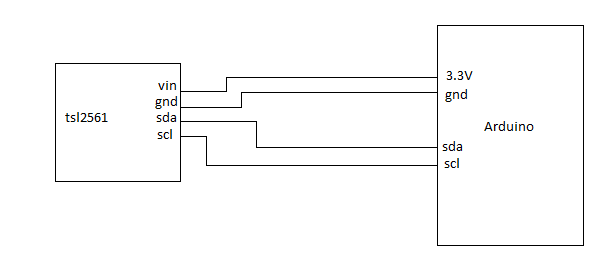 vin
gnd
tsl2561
sda
scl
3.3V
gnd
Arduino
sda
scl